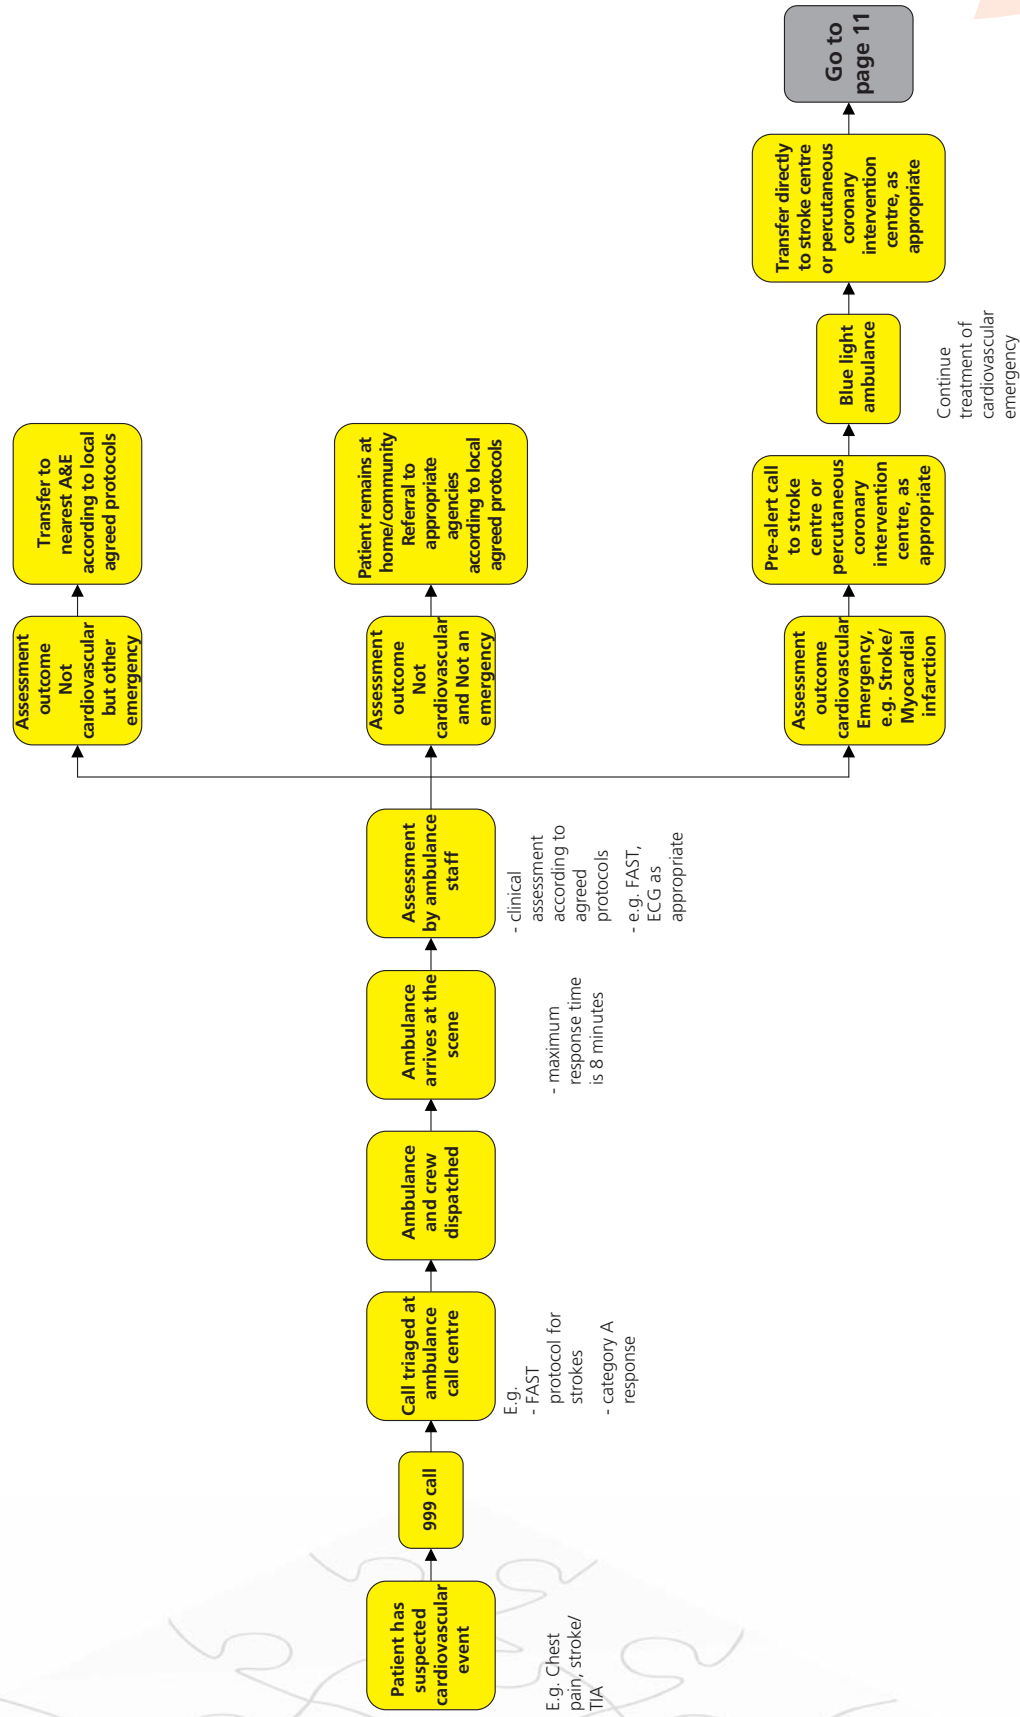 Patient has
suspected
cardiovascular
event
E.g. Chest
pain, stroke/
TIA
999 call
Call triaged at
ambulance
call centre
E.g.
- FAST
protocol for
strokes
- category A
response
Ambulance
and crew
dispatched
Ambulance
arrives at the
scene
- maximum
response time
is 8 minutes
Assessment
by ambulance
staff
- clinical
assessment
according to
agreed
protocols
- e.g. FAST,
ECG as
appropriate
Assessment
outcome
Not
cardiovascular
but other
emergency
Transfer to
nearest A&E
according to local
agreed protocols
Assessment
outcome
Not
cardiovascular
and Not an
emergency
Patient remains at
home/community
Referral to
appropriate
agencies
according to local
agreed protocols
Assessment
outcome
cardiovascular
Emergency,
e.g. Stroke/
Myocardial
infarction
Pre-alert call
to stroke
centre or
percutaneous
coronary
intervention
centre, as
appropriate
Blue light
ambulance
Continue
treatment of
cardiovascular
emergency
Transfer directly
to stroke centre
or percutaneous
coronary
intervention
centre, as
appropriate
Go to
page 11